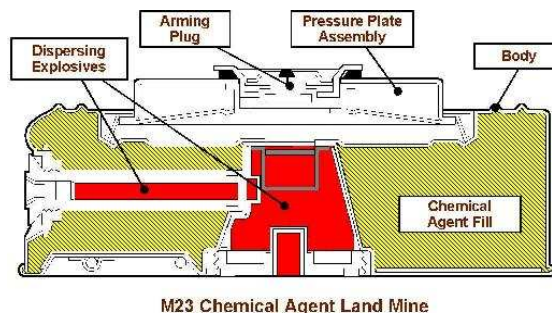 Arming
Plug
Pressure Plate
Assembly
Dispersing
Explosives
Body
Chemical
Agent Fill
M23 Chemical Agent Land Mine